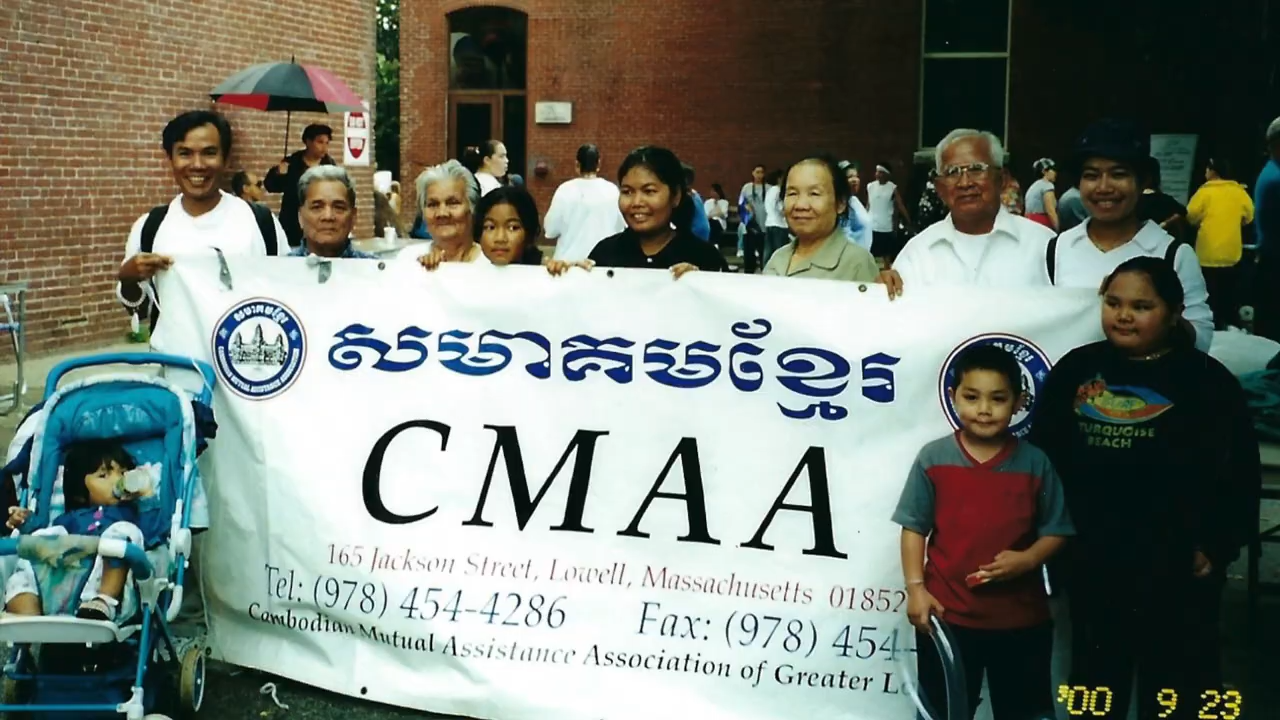 សមាគមខ្មែរ
CMAA
165 Jackson Street, Lowell, Massachusetts 01852
Tel: (978) 454-4286 Fax: (978) 454-
Cambodian Mutual Assistance Association of Greater
TURQUOISE
BEACH
'00 9 23